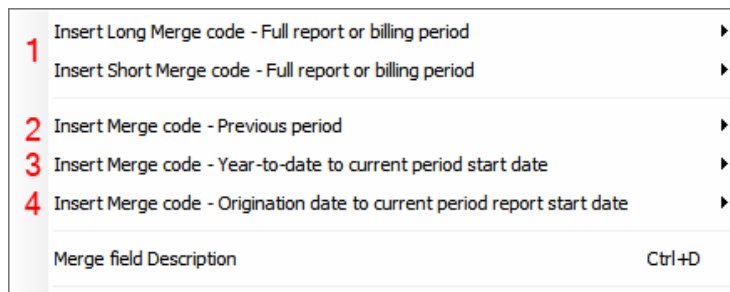 1
Insert Long Merge code - Full report or billing period
Insert Short Merge code - Full report or billing period
2 Insert Merge code - Previous period
3 Insert Merge code - Year-to-date to current period start date
4 Insert Merge code - Origination date to current period report start date
Merge field Description Ctrl+D